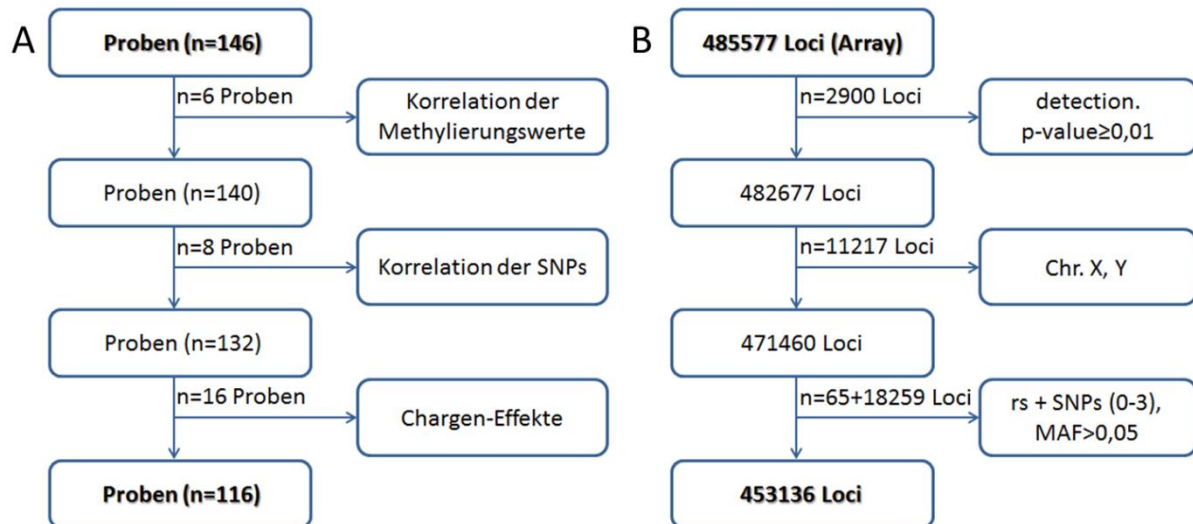 A
Proben (n=146)
n=6 Proben
Korrelation der
Methylierungswerte
Proben (n=140)
n=8 Proben
Korrelation der SNPs
Proben (n=132)
n=16 Proben
Chargen-Effekte
Proben (n=116)
B
485577 Loci (Array)
n=2900 Loci
detection.
p-value≥0,01
482677 Loci
n=11217 Loci
Chr. X, Y
471460 Loci
n=65+18259 Loci
rs + SNPs (0-3),
MAF>0,05
453136 Loci